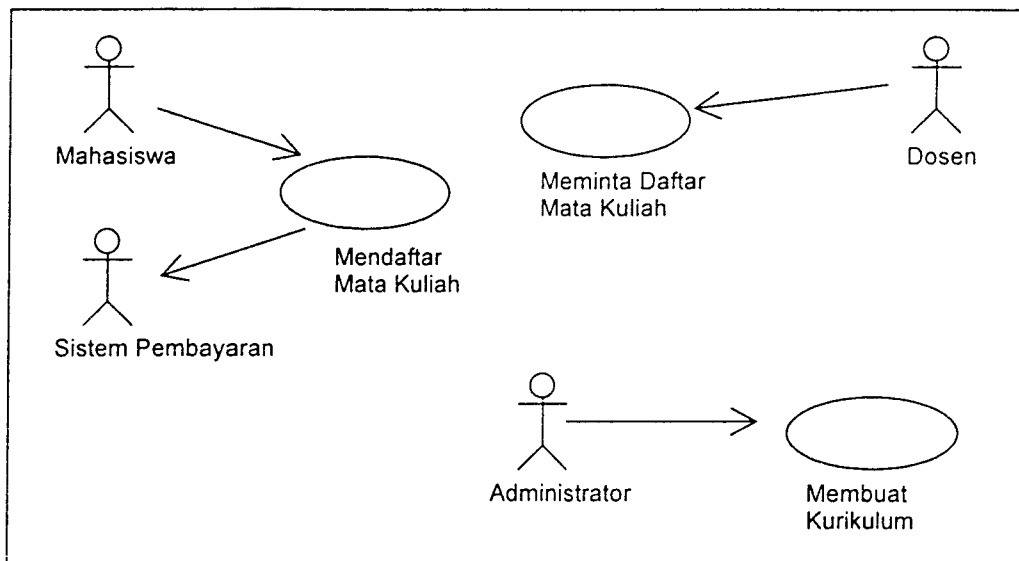 Mahasiswa
Dosen
Meminta Daftar
Mata Kuliah
Mendaftar
Mata Kuliah
Sistem Pembayaran
Administrator
Membuat
Kurikulum